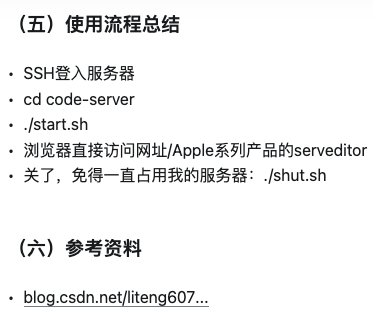 （五）使用流程总结
• SSH登入服务器
• cd code-server
• ./start.sh
• 浏览器直接访问网址/Apple系列产品的serveditor
• 关了，免得一直占用我的服务器：./shut.sh
（六）参考资料
• blog.csdn.net/liteng607...